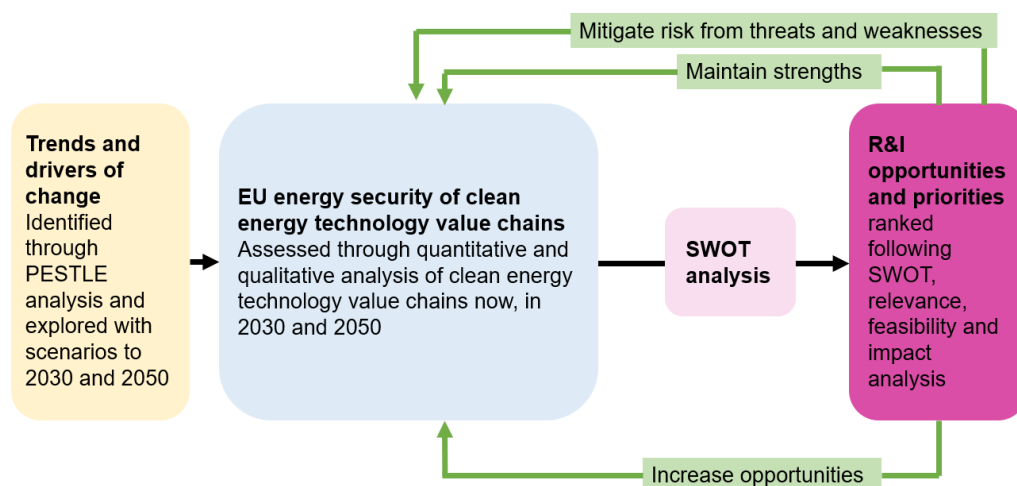 Mitigate risk from threats and weaknesses
Maintain strengths
Trends and
drivers of
change
Identified
through
PESTLE
analysis and
explored with
scenarios to
2030 and 2050
EU energy security of clean
energy technology value chains
Assessed through quantitative and
qualitative analysis of clean energy
technology value chains now, in
2030 and 2050
SWOT
analysis
R&I
opportunities
and priorities
ranked
following
SWOT,
relevance,
feasibility and
impact
analysis
Increase opportunities